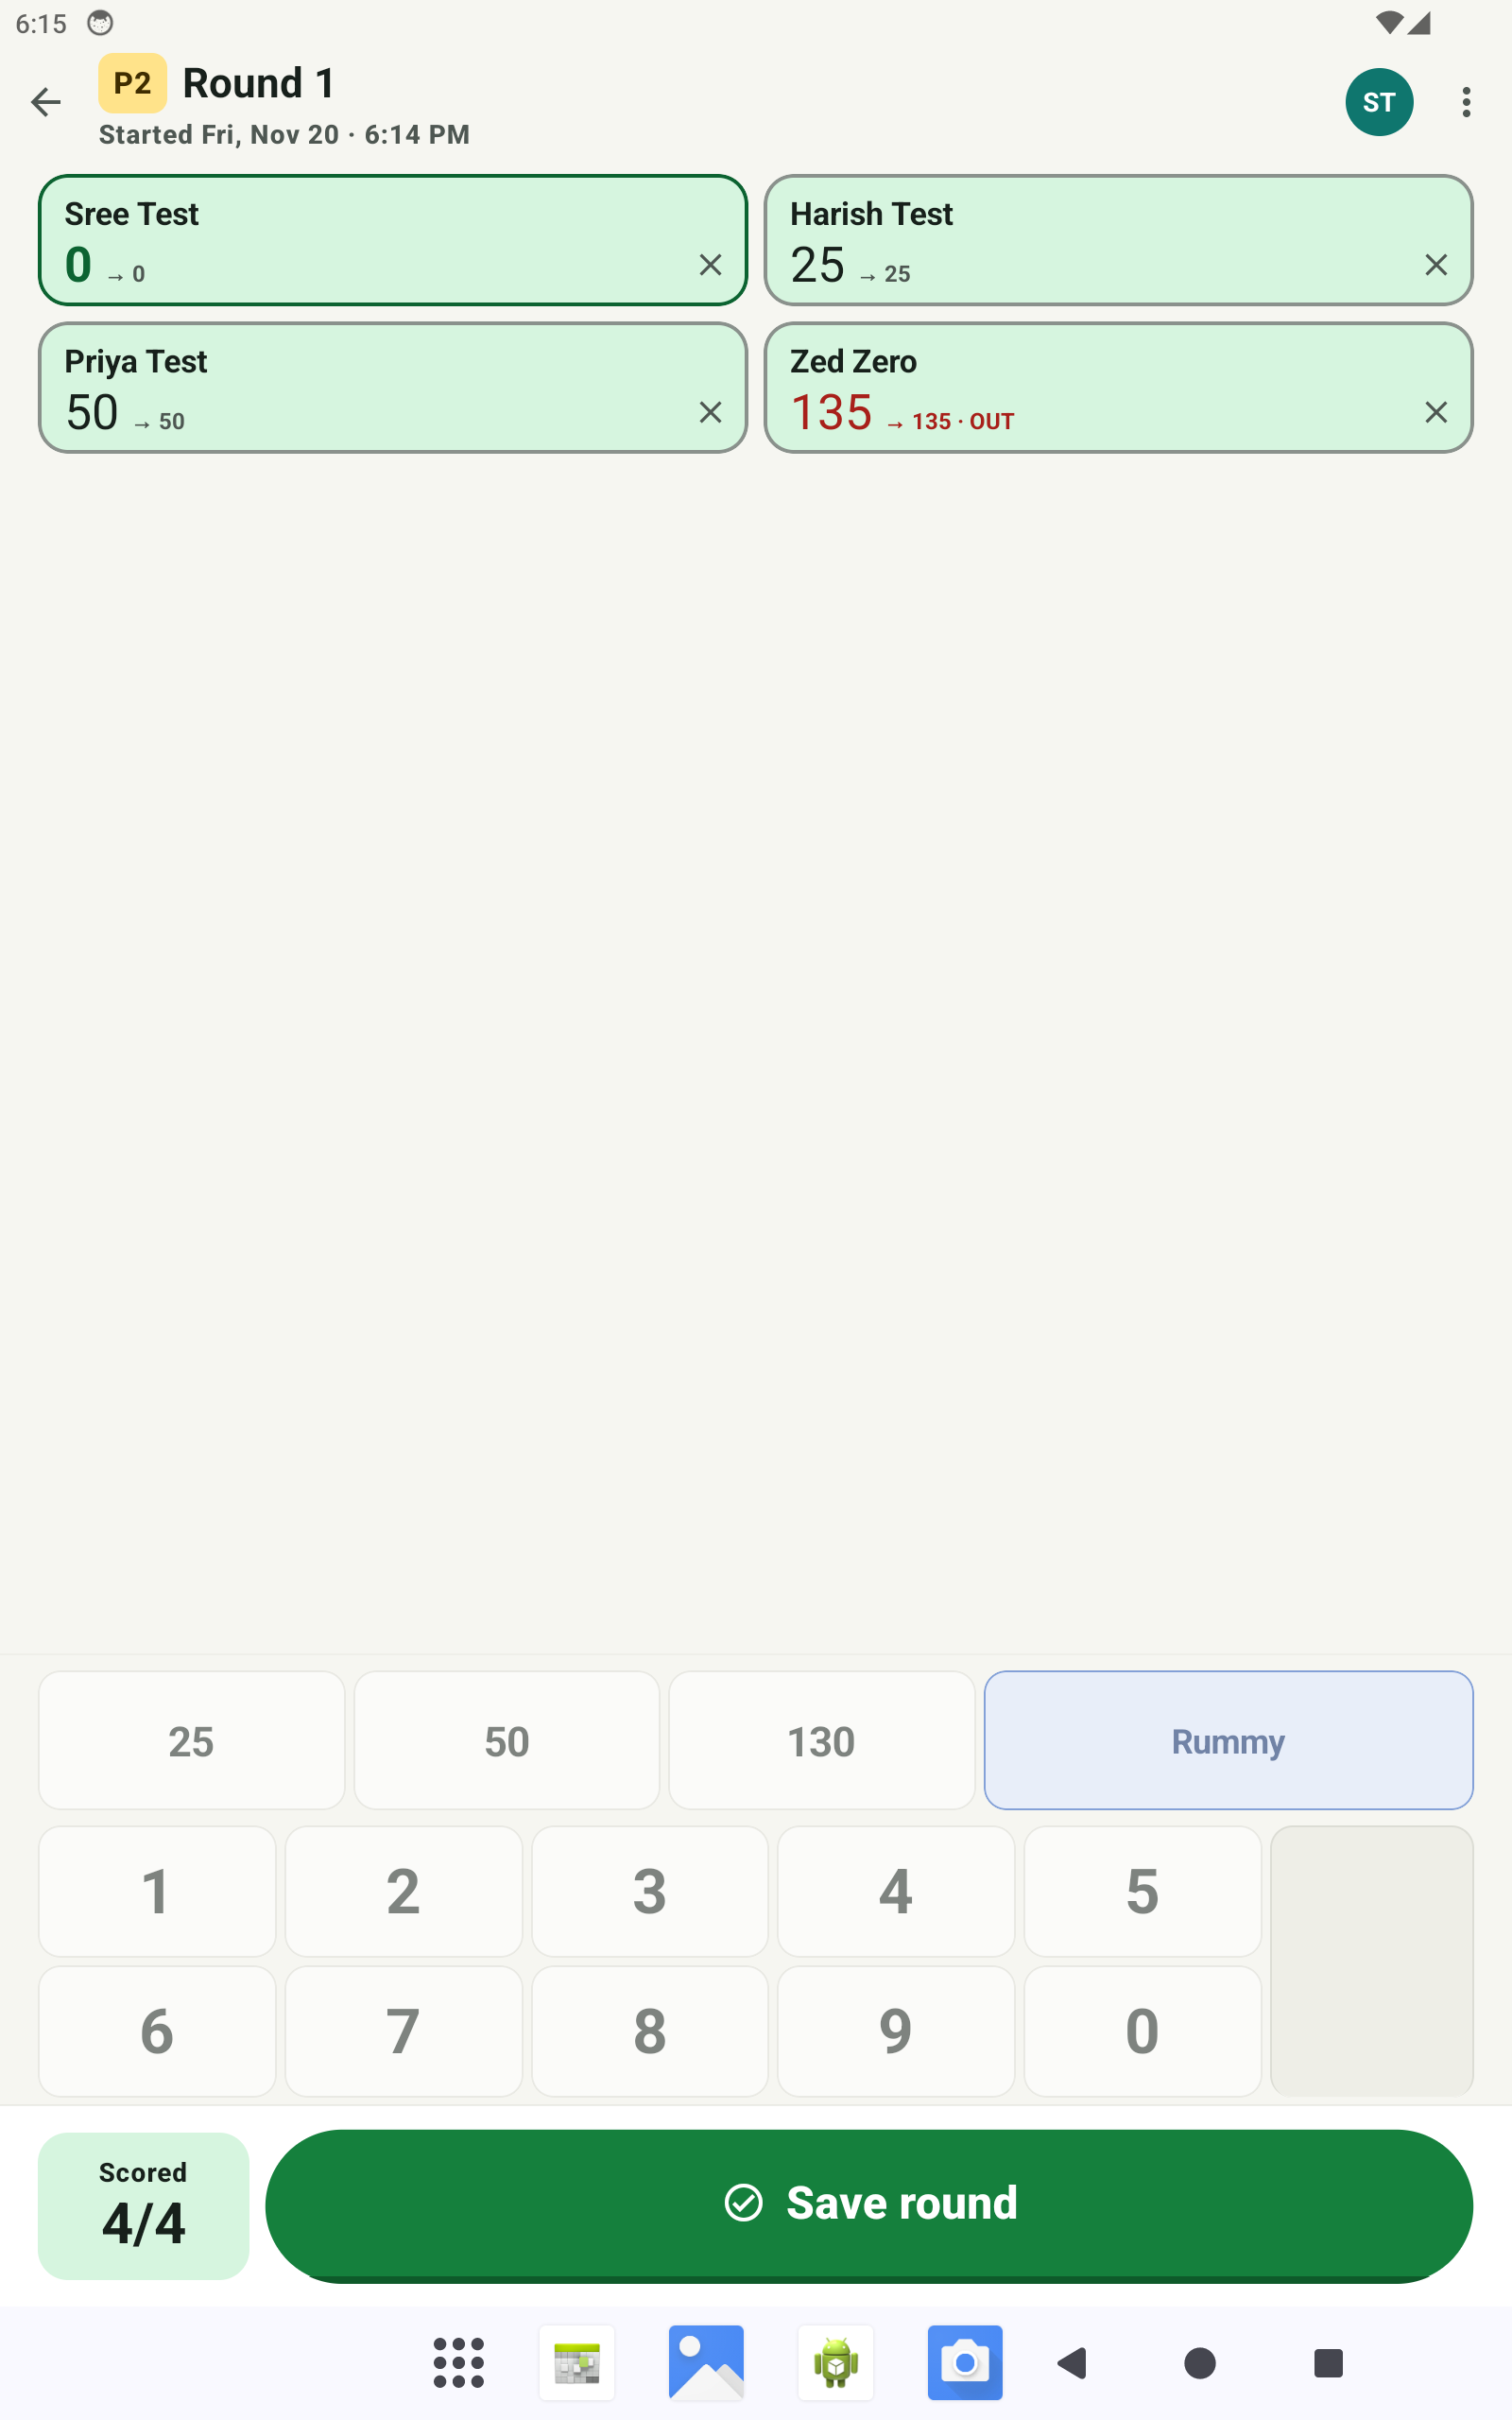 6:15
P2 Round 1
Started Fri, Nov 20 · 6:14 PM
ST
Sree Test
0 → 0
Harish Test
25 → 25
Priya Test
50 → 50
Zed Zero
135 → 135 · OUT
25 50 130 Rummy
1 2 3 4 5
6 7 8 9 0
Scored
4/4
Save round